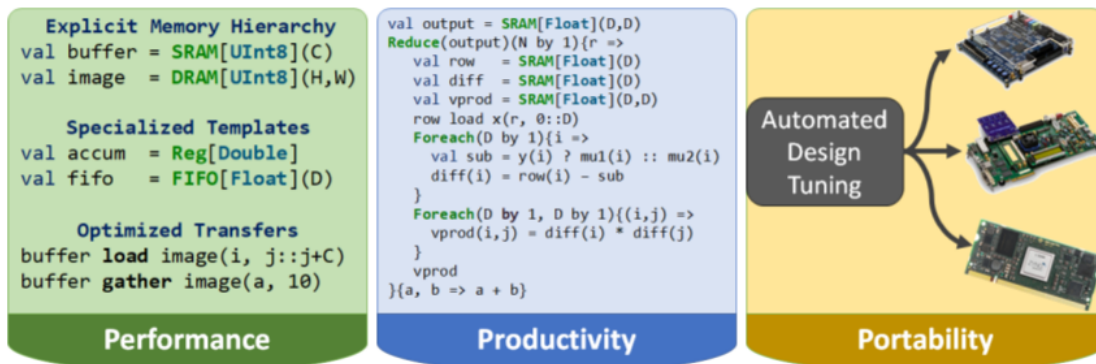 Explicit Memory Hierarchy
val buffer = SRAM[UInt8](C)
val image  = DRAM[UInt8](H,W)
Specialized Templates
val accum  = Reg[Double]
val fifo   = FIFO[Float](D)
Optimized Transfers
buffer load image(i, j::j+C)
buffer gather image(a, 10)
Performance
val output = SRAM[Float](D,D)
Reduce(output)(N by 1){r =>
  val row   = SRAM[Float](D)
  val diff  = SRAM[Float](D)
  val vprod = SRAM[Float](D,D)
  row load x(r, 0::D)
  Foreach(D by 1){i =>
    val sub = y(i) ? mu1(i) :: mu2(i)
    diff(i) = row(i) - sub
  }
  Foreach(D by 1, D by 1){(i,j) =>
    vprod(i,j) = diff(i) * diff(j)
  }
  vprod
}{a, b => a + b}
Productivity
Automated
Design
Tuning
Portability